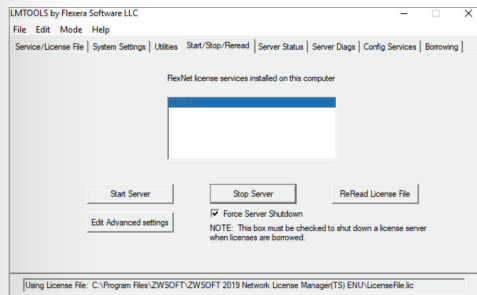 LMTOOLS by Flexera Software LLC
File Edit Mode Help
Service/License File System Settings Utilities Start/Stop/Reread Server Status Server Diags Config Services Borrowing
FlexNet license services installed on this computer
Start Server Stop Server ReRead License File
Edit Advanced settings
Force Server Shutdown
NOTE: This box must be checked to shut down a license server
when licenses are borrowed.
Using License File: C:\Program Files\ZWSOFT\ZWSOFT 2019 Network License Manager(TS) ENU\LicenseFile.lic